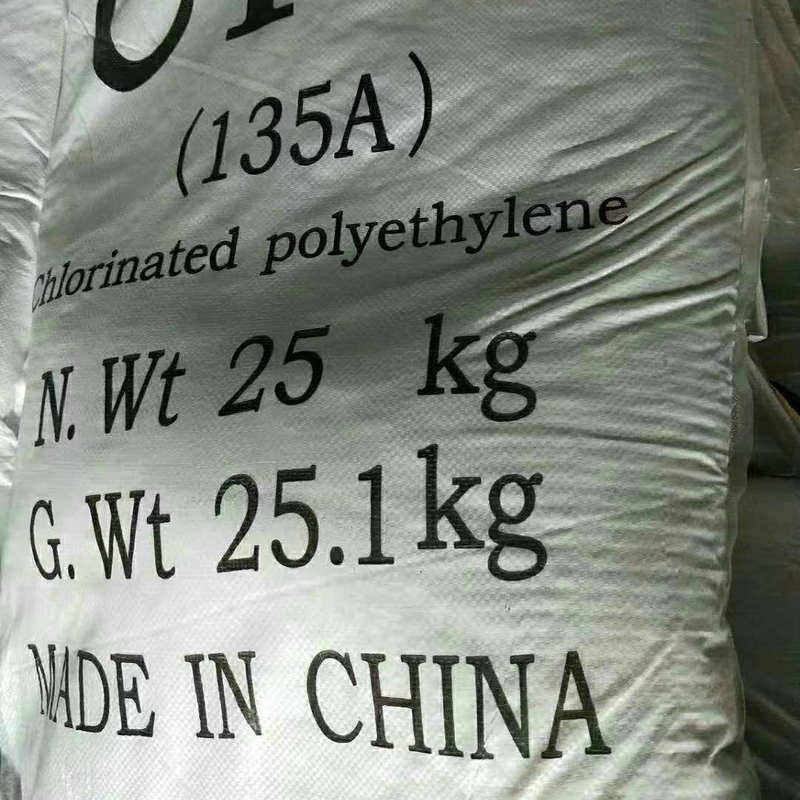 (135A)
Chlorinated polyethylene
N. Wt 25 kg
G. Wt 25.1kg
MADE IN CHINA